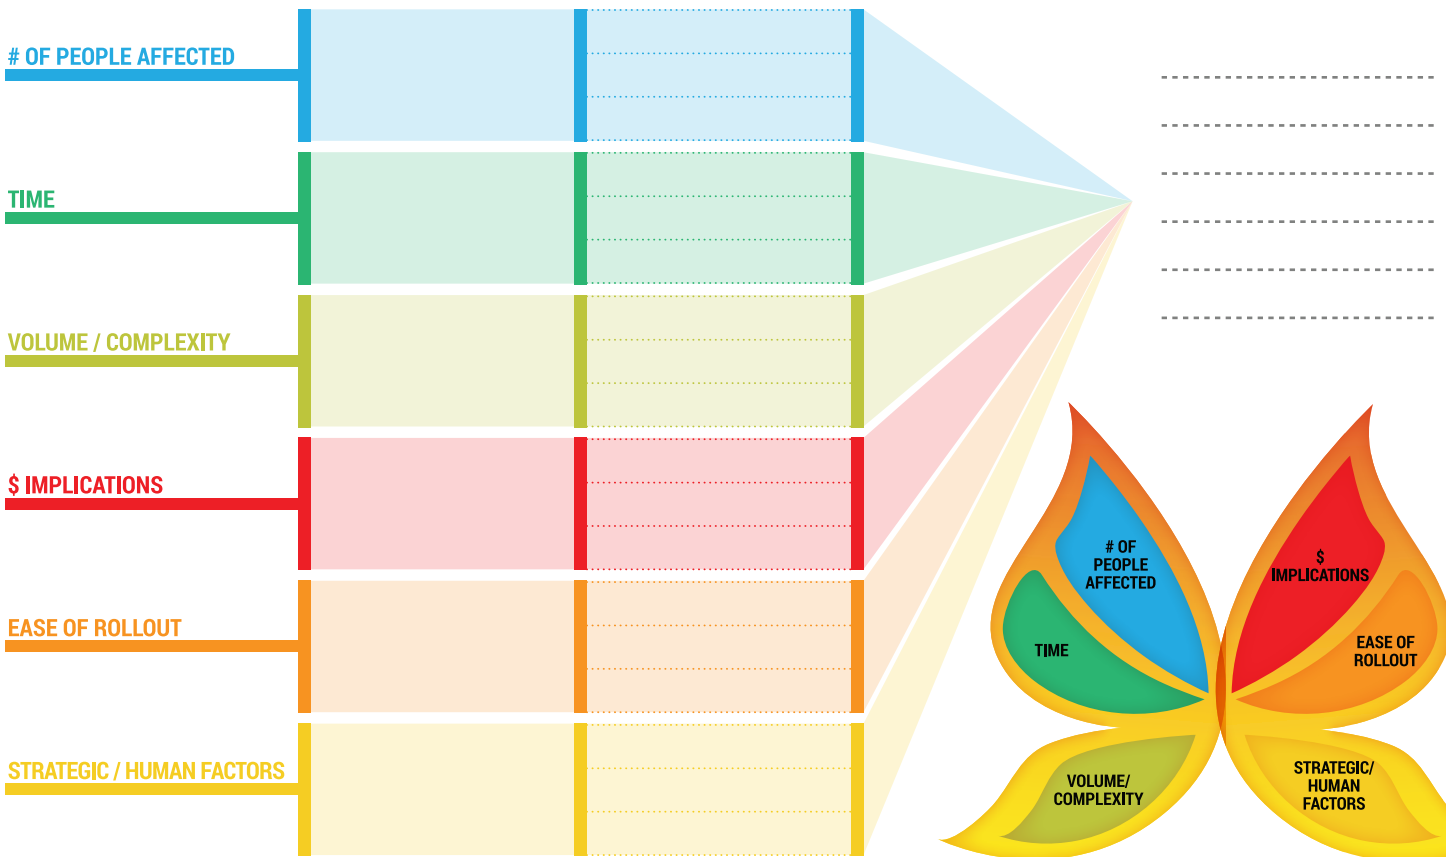 # OF PEOPLE AFFECTED
TIME
VOLUME / COMPLEXITY
$ IMPLICATIONS
EASE OF ROLLOUT
STRATEGIC / HUMAN FACTORS
# OF
PEOPLE
AFFECTED
TIME
VOLUME/
COMPLEXITY
$
IMPLICATIONS
EASE OF
ROLLOUT
STRATEGIC/
HUMAN
FACTORS